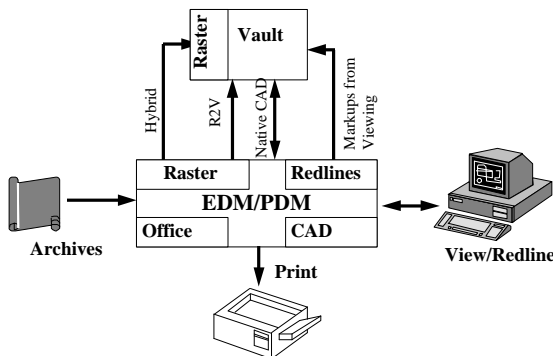 Raster
Vault
Hybrid
R2V
Native CAD
Markups from
Viewing
Raster
Redlines
EDM/PDM
Office
CAD
Archives
View/Redline
Print